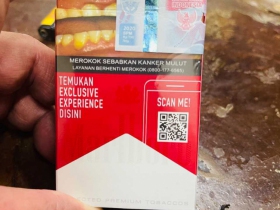 MEROKOK SEBABKAN KANKER MULUT
LAYANAN BERHENTI MEROKOK (0800-177-6565)
TEMUKAN
EXCLUSIVE
EXPERIENCE
DISINI
SCAN ME!